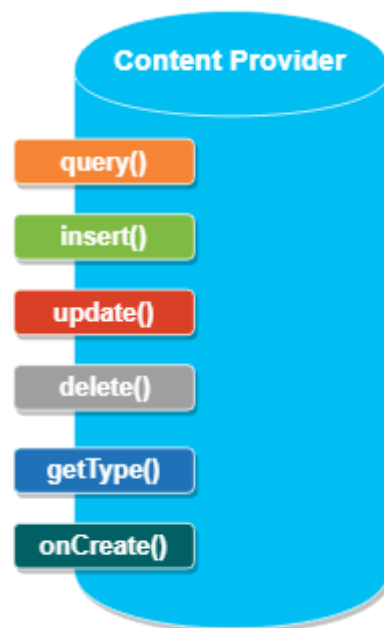 Content Provider
query()
insert()
update()
delete()
getType()
onCreate()